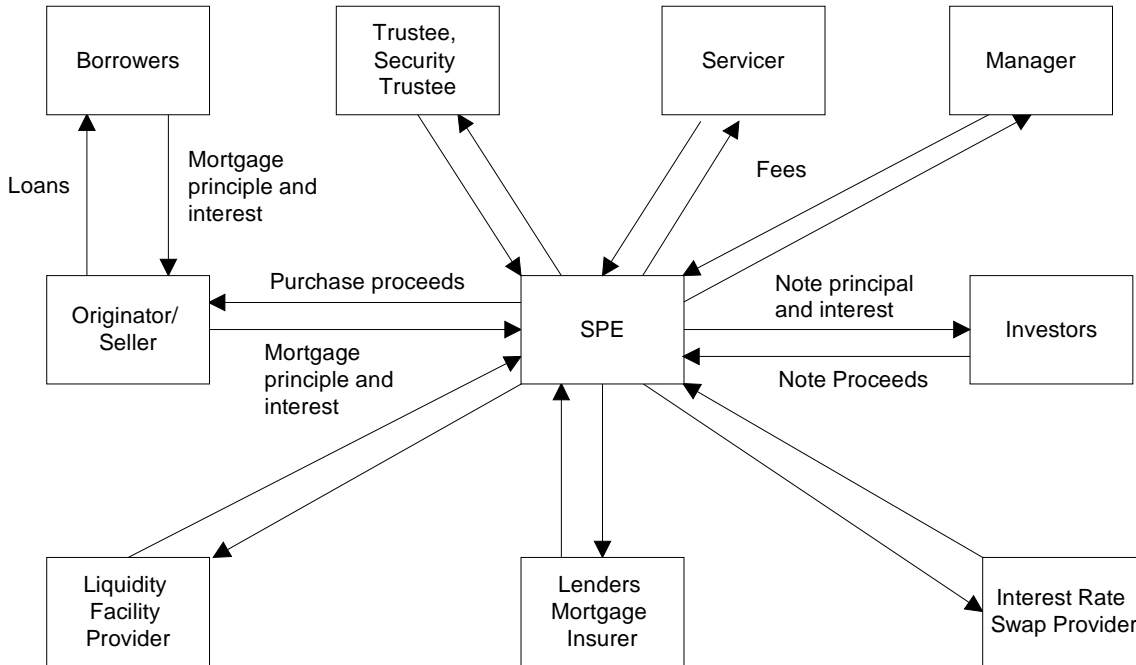 Borrowers
Trustee,
Security
Trustee
Servicer
Manager
Loans
Mortgage
principle and
interest
Fees
Originator/
Seller
Purchase proceeds
Mortgage
principle and
interest
SPE
Note principal
and interest
Note Proceeds
Investors
Liquidity
Facility
Provider
Lenders
Mortgage
Insurer
Interest Rate
Swap Provider